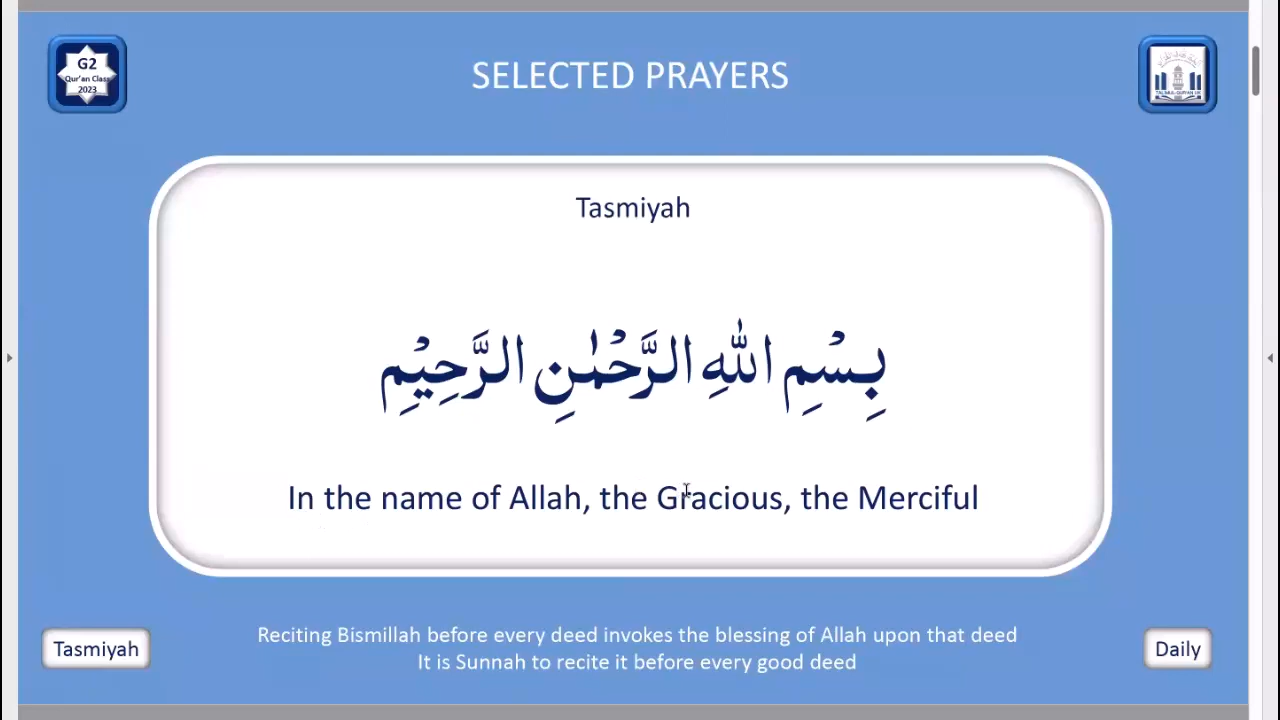 G2
Qur'an Class
2023
SELECTED PRAYERS
Tasmiyah
بِسْمِ اللّٰهِ الرَّحْمٰنِ الرَّحِيْمِ
In the name of Allah, the Gracious, the Merciful
Tasmiyah
Reciting Bismillah before every deed invokes the blessing of Allah upon that deed
It is Sunnah to recite it before every good deed
Daily